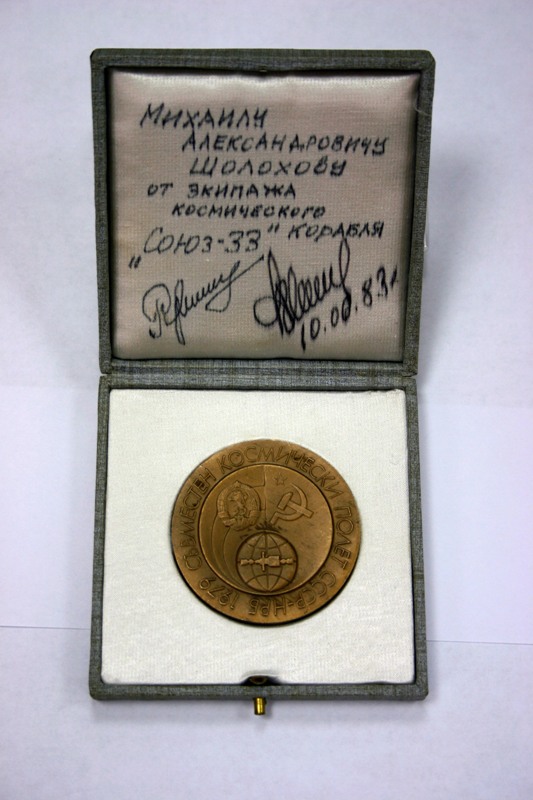 МИХАИЛУ
АЛЕКСАНДРОВИЧУ
ШОЛОХОВУ
ОТ ЭКИПАЖА
КОСМИЧЕСКОГО
"СОЮЗ-33" КОРАБЛЯ
10.06.83г
СЪВМЕСТЕН КОСМИЧЕСКИ ПОЛЕТ СССР-НРБ 1979